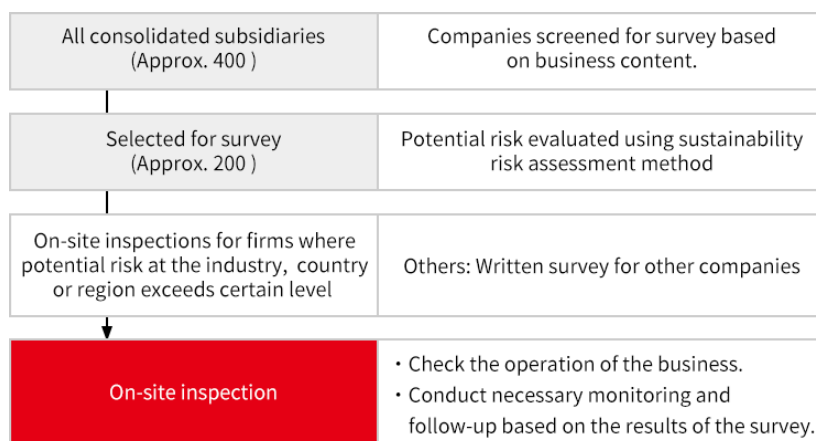 All consolidated subsidiaries
(Approx. 400 )
Companies screened for survey based
on business content.
Selected for survey
(Approx. 200 )
Potential risk evaluated using sustainability
risk assessment method
On-site inspections for firms where
potential risk at the industry, country
or region exceeds certain level
Others: Written survey for other companies
On-site inspection
・Check the operation of the business.
・Conduct necessary monitoring and
follow-up based on the results of the survey.